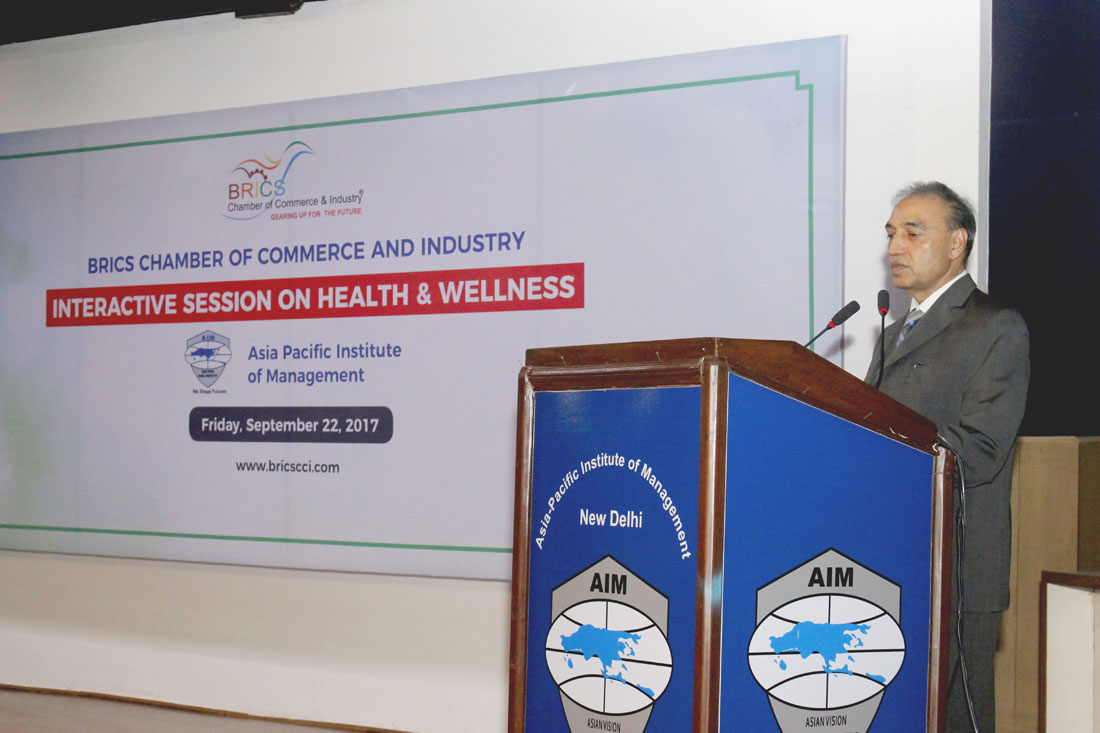 BRICS
Chamber of Commerce & Industry®
GEARING UP FOR THE FUTURE
BRICS CHAMBER OF COMMERCE AND INDUSTRY
INTERACTIVE SESSION ON HEALTH & WELLNESS
AIM
We Shape Futures
Asia Pacific Institute
of Management
Friday, September 22, 2017
www.bricscci.com
Asia-Pacific Institute of Management
New Delhi
AIM
ASIAN VISION
AIM
ASIAN VISION